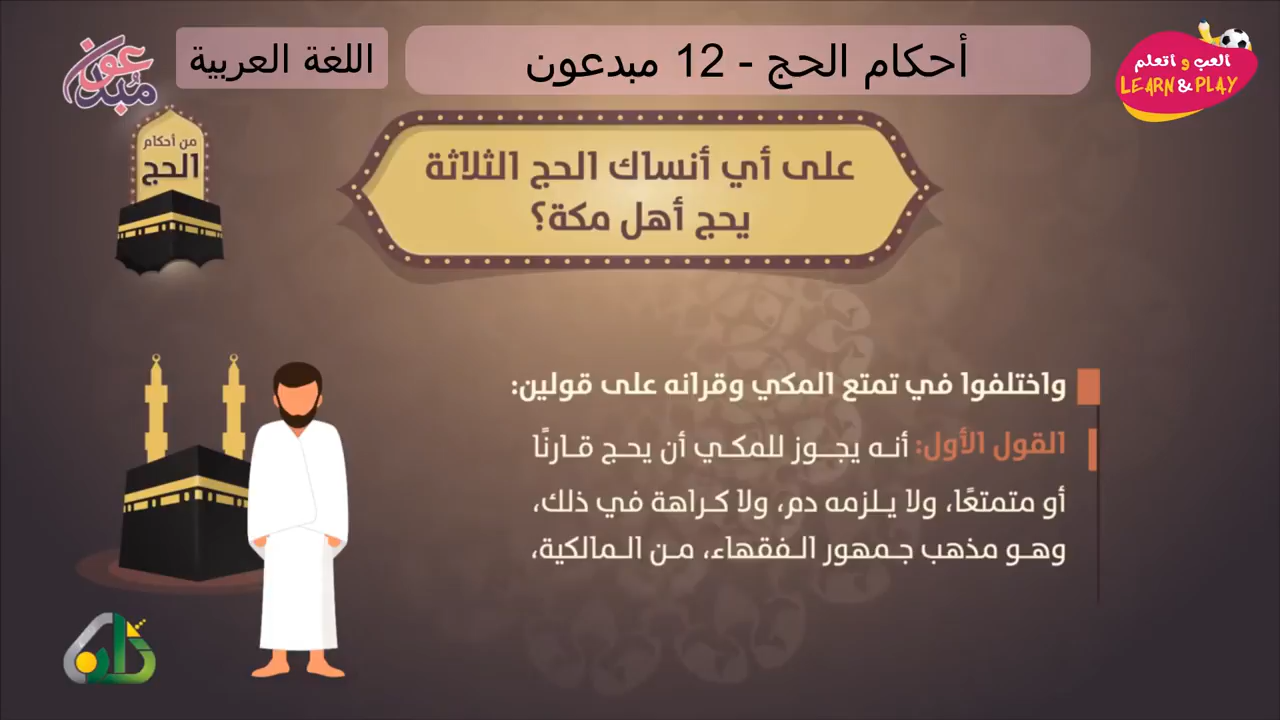 أحكام الحج - 12 مبدعون
اللغة العربية
العب و اتعلم
LEARN & PLAY
مبدعون
من أحكام
الحج
على أي أنساك الحج الثلاثة
يحج أهل مكة؟
واختلفوا في تمتع المكي وقرانه على قولين:
القول الأول: أنه يجوز للمكي أن يحج قارنًا
أو متمتعًا، ولا يلزمه دم، ولا كراهة في ذلك،
وهو مذهب جمهور الفقهاء، من المالكية،